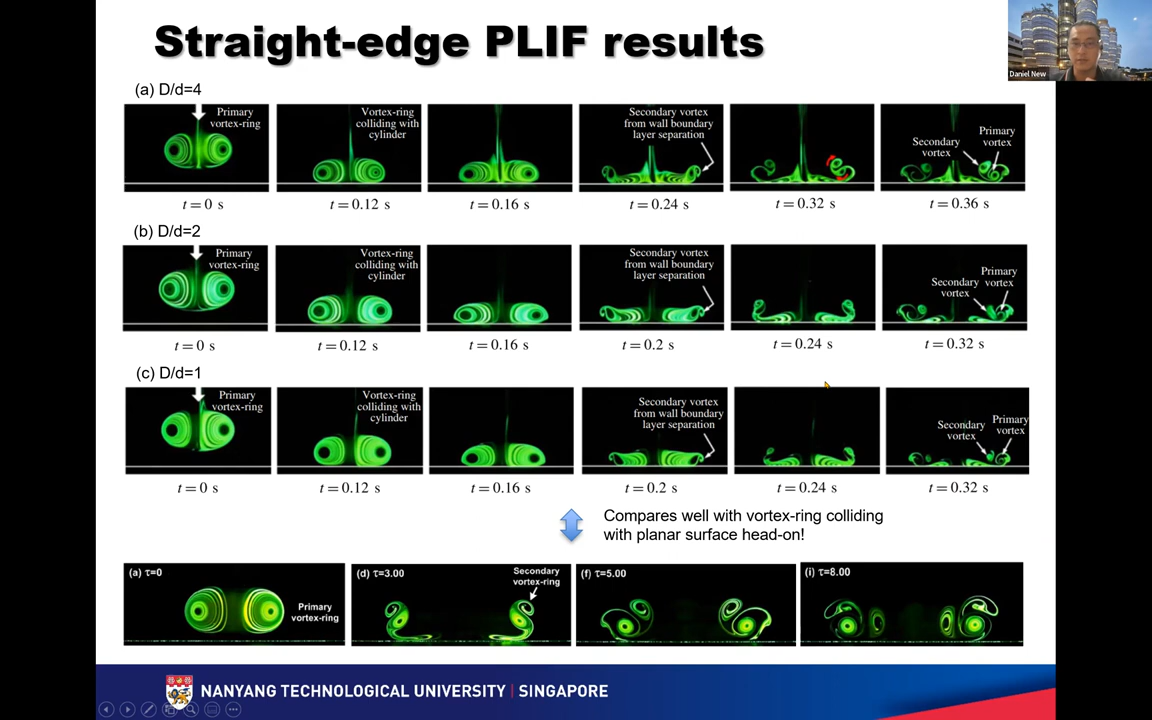 Straight-edge PLIF results
Daniel New
(a) D/d=4
Primary
vortex-ring
Vortex-ring
colliding with
cylinder
Secondary vortex
from wall boundary
layer separation
Secondary
vortex
Primary
vortex
t = 0 s
t = 0.12 s
t = 0.16 s
t = 0.24 s
t = 0.32 s
t = 0.36 s
(b) D/d=2
Primary
vortex-ring
Vortex-ring
colliding with
cylinder
Secondary vortex
from wall boundary
layer separation
Secondary
vortex
Primary
vortex
t = 0 s
t = 0.12 s
t = 0.16 s
t = 0.2 s
t = 0.24 s
t = 0.32 s
(c) D/d=1
Primary
vortex-ring
Vortex-ring
colliding with
cylinder
Secondary vortex
from wall boundary
layer separation
Secondary
vortex
Primary
vortex
t = 0 s
t = 0.12 s
t = 0.16 s
t = 0.2 s
t = 0.24 s
t = 0.32 s
Compares well with vortex-ring colliding
with planar surface head-on!
(a) τ=0
Primary
vortex-ring
(d) τ=3.00
Secondary
vortex-ring
(f) τ=5.00
(i) τ=8.00
NANYANG TECHNOLOGICAL UNIVERSITY | SINGAPORE